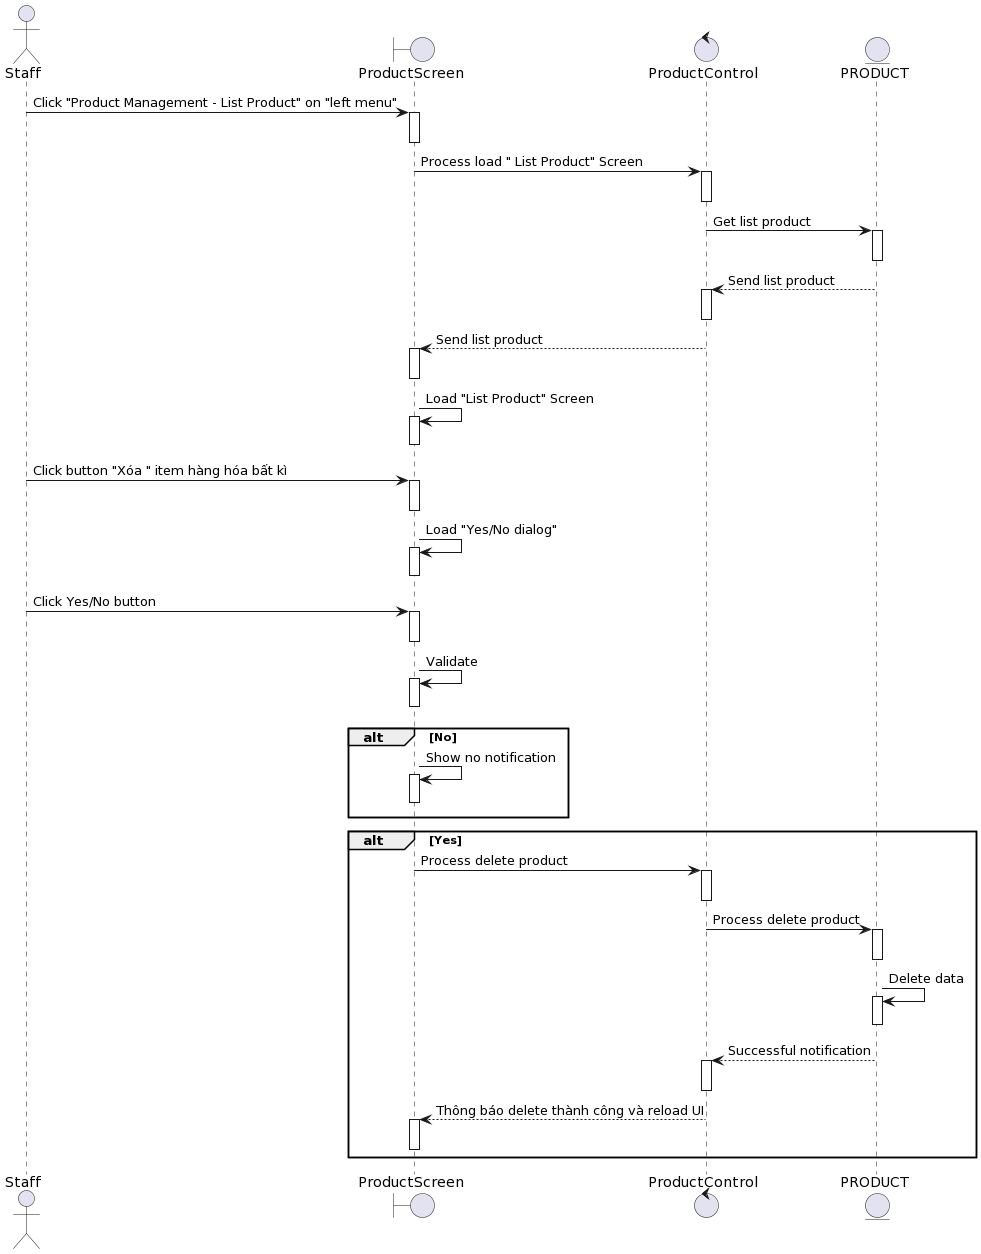 Staff
ProductScreen
ProductControl
PRODUCT
Click "Product Management - List Product" on "left menu"
Process load " List Product" Screen
Get list product
Send list product
Send list product
Load "List Product" Screen
Click button "Xóa " item hàng hóa bất kì
Load "Yes/No dialog"
Click Yes/No button
Validate
alt [No]
Show no notification
alt [Yes]
Process delete product
Process delete product
Delete data
Successful notification
Thông báo delete thành công và reload UI
Staff
ProductScreen
ProductControl
PRODUCT